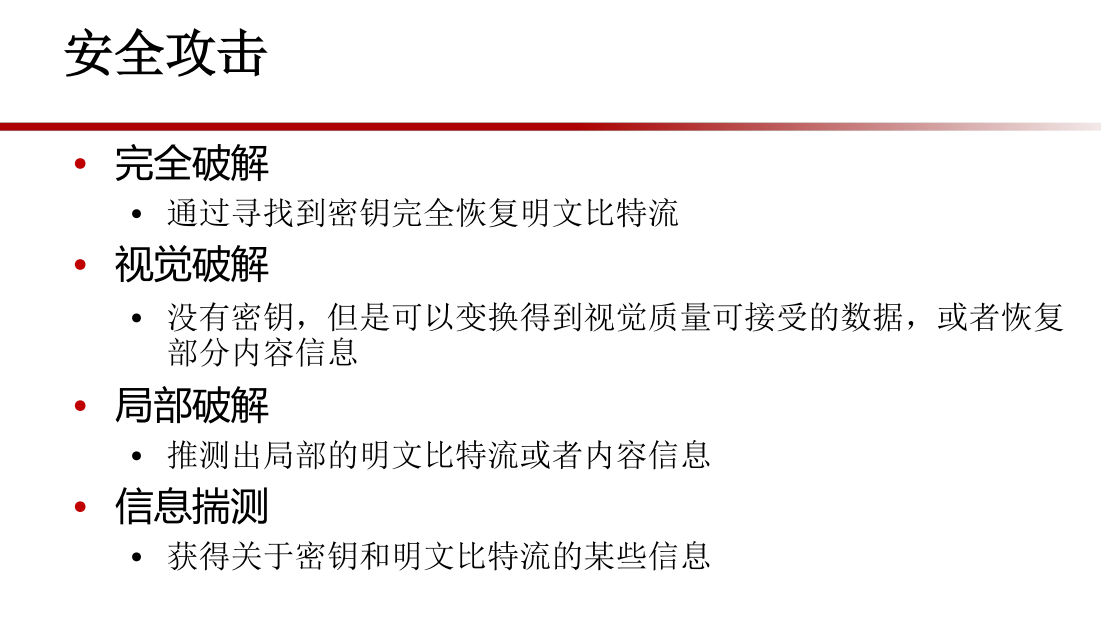 安全攻击
• 完全破解
• 通过寻找到密钥完全恢复明文比特流
• 视觉破解
• 没有密钥，但是可以变换得到视觉质量可接受的数据，或者恢复
部分内容信息
• 局部破解
• 推测出局部的明文比特流或者内容信息
• 信息揣测
• 获得关于密钥和明文比特流的某些信息